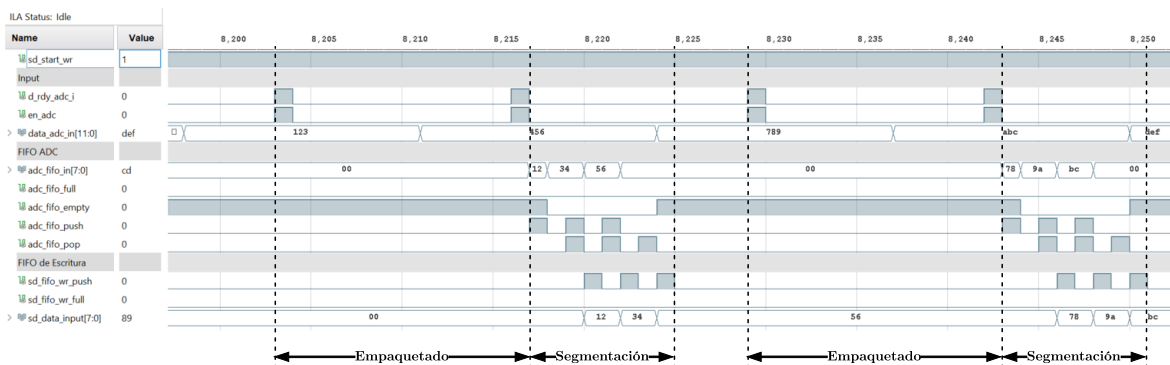 ILA Status: Idle
Name Value 8,200 8,205 8,210 8,215 8,220 8,225 8,230 8,235 8,240 8,245 8,250
sd_start_wr 1
Input
d_rdy_adc_i 0
en_adc 0
data_adc_in[11:0] def 123 456 789 abc def
FIFO ADC
adc_fifo_in[7:0] cd 00 12 34 56 00 78 9a bc 00
adc_fifo_full 0
adc_fifo_empty 0
adc_fifo_push 0
adc_fifo_pop 0
FIFO de Escritura
sd_fifo_wr_push 0
sd_fifo_wr_full 0
sd_data_input[7:0] 89 00 12 34 56 78 9a bc
Empaquetado Segmentación Empaquetado Segmentación